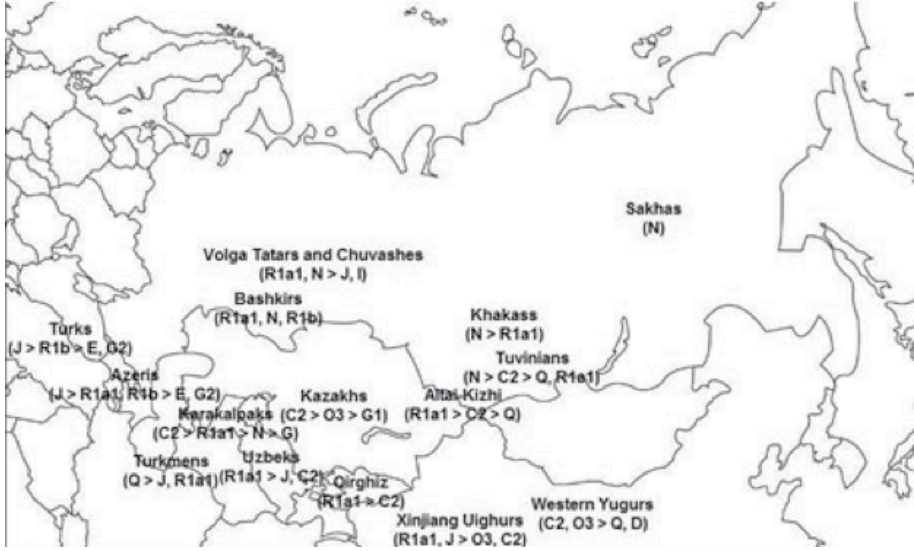 Sakhas
(N)
Volga Tatars and Chuvashes
(R1a1, N > J, I)
Bashkirs
(R1a1, N, R1b)
Khakass
(N > R1a1)
Turks
(J > R1b > E, G2)
Tuvinians
(N > C2 > Q, R1a1)
Azeris
(J > R1a1, R1b > E, G2)
Kazakhs
(C2 > O3 > G1)
Altai-Kizhi
(R1a1 > C2 > Q)
Karakalpaks
(C2 > R1a1 > N > G)
Turkmens
(Q > J, R1a1)
Uzbeks
(R1a1 > J, C2)
Qirghiz
(R1a1 > C2)
Western Yugurs
(C2, O3 > Q, D)
Xinjiang Uighurs
(R1a1, J > O3, C2)